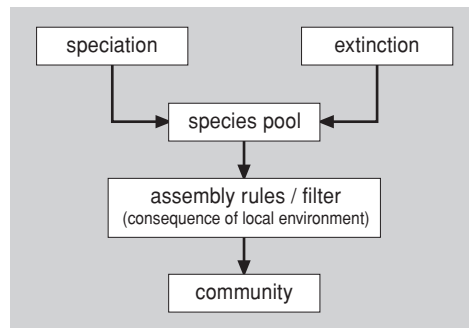 speciation
extinction
species pool
assembly rules / filter
(consequence of local environment)
community